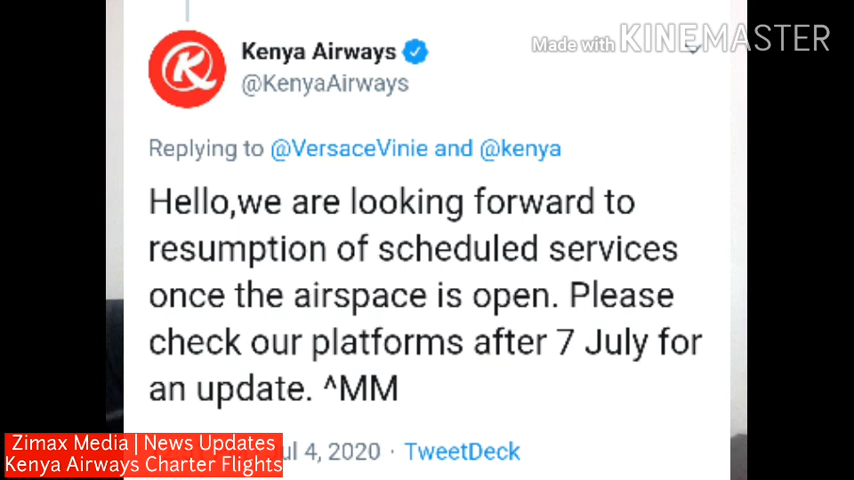 Kenya Airways
Made with KINEMASTER
@KenyaAirways
Replying to @VersaceVinie and @kenya
Hello,we are looking forward to
resumption of scheduled services
once the airspace is open. Please
check our platforms after 7 July for
an update. ^MM
Zimax Media | News Updates
Kenya Airways Charter Flights
4, 2020 · TweetDeck